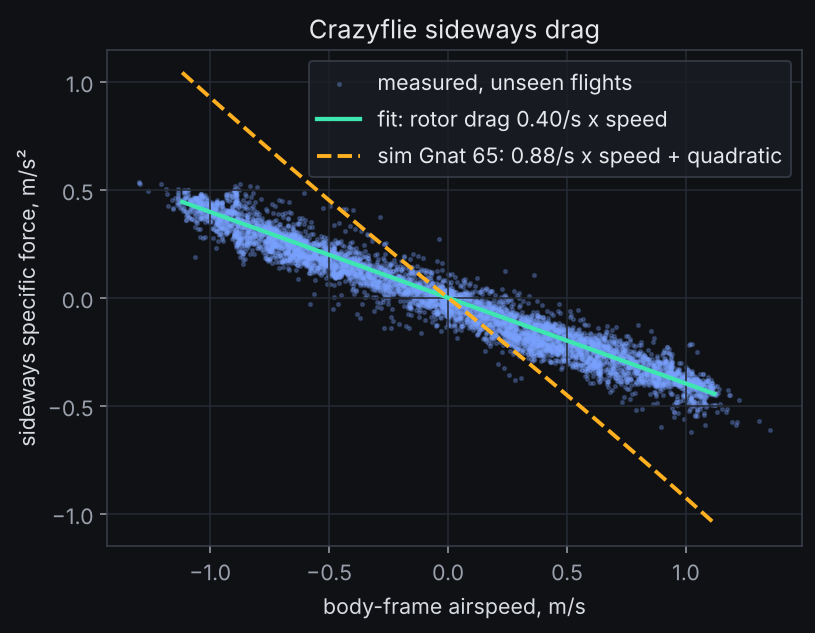 Crazyflie sideways drag
measured, unseen flights
fit: rotor drag 0.40/s x speed
sim Gnat 65: 0.88/s x speed + quadratic
sideways specific force, m/s²
1.0
0.5
0.0
−0.5
−1.0
−1.0
−0.5
0.0
0.5
1.0
body-frame airspeed, m/s